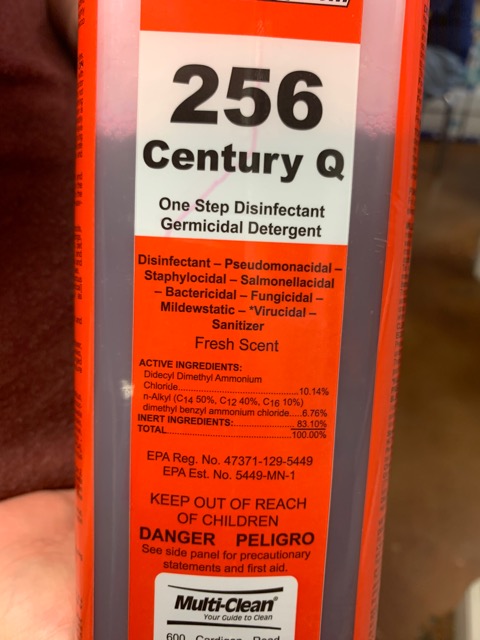 256
Century Q
One Step Disinfectant
Germicidal Detergent
Disinfectant – Pseudomonacidal –
Staphylocidal – Salmonellacidal
– Bactericidal – Fungicidal –
Mildewstatic – *Virucidal –
Sanitizer
Fresh Scent
ACTIVE INGREDIENTS:
Didecyl Dimethyl Ammonium
Chloride..................................10.14%
n-Alkyl (C14 50%, C12 40%, C16 10%)
dimethyl benzyl ammonium chloride.....6.76%
INERT INGREDIENTS:................83.10%
TOTAL..................................100.00%
EPA Reg. No. 47371-129-5449
EPA Est. No. 5449-MN-1
KEEP OUT OF REACH
OF CHILDREN
DANGER PELIGRO
See side panel for precautionary
statements and first aid.
Multi-Clean®
Your Guide to Clean
600 Cardigan Road